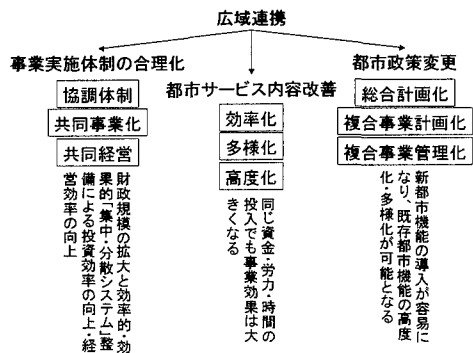 広域連携
事業実施体制の合理化
協調体制
共同事業化
共同経営
財政規模の拡大と効率的・効
果的「集中・分散システム」整
備による投資効率の向上・経
営効率の向上
都市サービス内容改善
効率化
多様化
高度化
同じ資金・労力・時間の
投入でも事業効果は大
きくなる
都市政策変更
総合計画化
複合事業計画化
複合事業管理化
新都市機能の導入が容易に
なり、既存都市機能の高度
化・多様化が可能となる